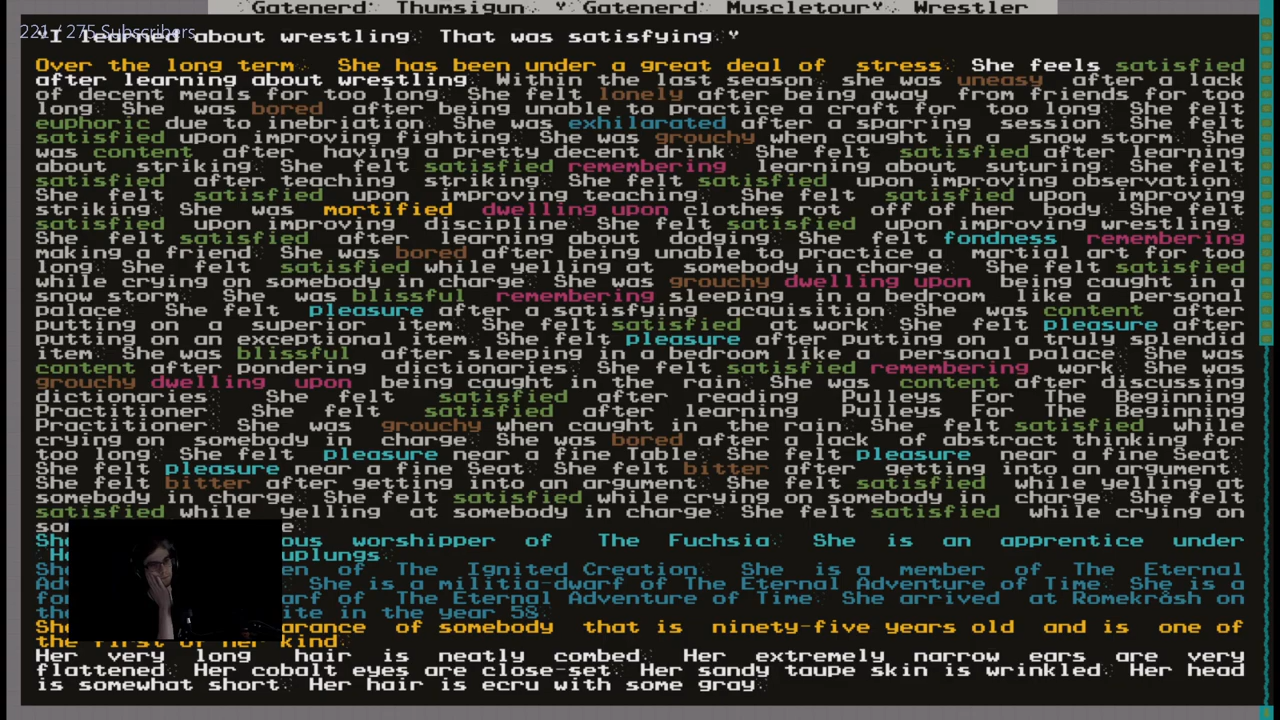 Gatenerd Thumsigun Gatenerd Muscletour Wrestler
221 / 275 Subscribers
I learned about wrestling. That was satisfying.
Over the long term She has been under a great deal of stress. She feels satisfied
after learning about wrestling. Within the last season she was uneasy after a lack
of decent meals for too long. She felt lonely after being away from friends for too
long. She was bored after being unable to practice a craft for too long. She felt
euphoric due to inebriation. She was exhilarated after a sparring session. She felt
satisfied upon improving fighting. She was grouchy when caught in a snow storm. She
was content after having a pretty decent drink. She felt satisfied after learning
about striking. She felt satisfied remembering learning about suturing. She felt
satisfied after teaching striking. She felt satisfied upon improving observation.
She felt satisfied upon improving teaching. She felt satisfied upon improving
striking. She was mortified dwelling upon clothes rot off of her body. She felt
satisfied upon improving discipline. She felt satisfied upon improving wrestling.
She felt satisfied after learning about dodging. She felt fondness remembering
making a friend. She was bored after being unable to practice a martial art for too
long. She felt satisfied while yelling at somebody in charge. She felt satisfied
while crying on somebody in charge. She was grouchy dwelling upon being caught in a
snow storm. She was blissful remembering sleeping in a bedroom like a personal
palace. She felt pleasure after a satisfying acquisition. She was content after
putting on a superior item. She felt satisfied at work. She felt pleasure after
putting on an exceptional item. She felt pleasure after putting on a truly splendid
item. She was blissful after sleeping in a bedroom like a personal palace. She was
content after pondering dictionaries. She felt satisfied remembering work. She was
grouchy dwelling upon being caught in the rain. She was content after discussing
dictionaries. She felt satisfied after reading Pulleys For The Beginning
Practitioner. She felt satisfied after learning Pulleys For The Beginning
Practitioner. She was grouchy when caught in the rain. She felt satisfied while
crying on somebody in charge. She was bored after a lack of abstract thinking for
too long. She felt pleasure near a fine Table. She felt pleasure near a fine Seat.
She felt pleasure near a fine Seat. She felt bitter after getting into an argument.
She felt bitter after getting into an argument. She felt satisfied while yelling at
somebody in charge. She felt satisfied while crying on somebody in charge. She felt
satisfied while yelling at somebody in charge. She felt satisfied while crying on
worshipper of The Fuchsia. She is an apprentice under
of The Ignited Creation. She is a member of The Eternal
She is a militia-dwarf of The Eternal Adventure of Time. She is a
of The Eternal Adventure of Time. She arrived at Romekråsh on
in the year 58.
of somebody that is ninety-five years old and is one of
the first of her kind.
Her very long hair is neatly combed. Her extremely narrow ears are very
flattened. Her cobalt eyes are close-set. Her sandy taupe skin is wrinkled. Her head
is somewhat short. Her hair is ecru with some gray.